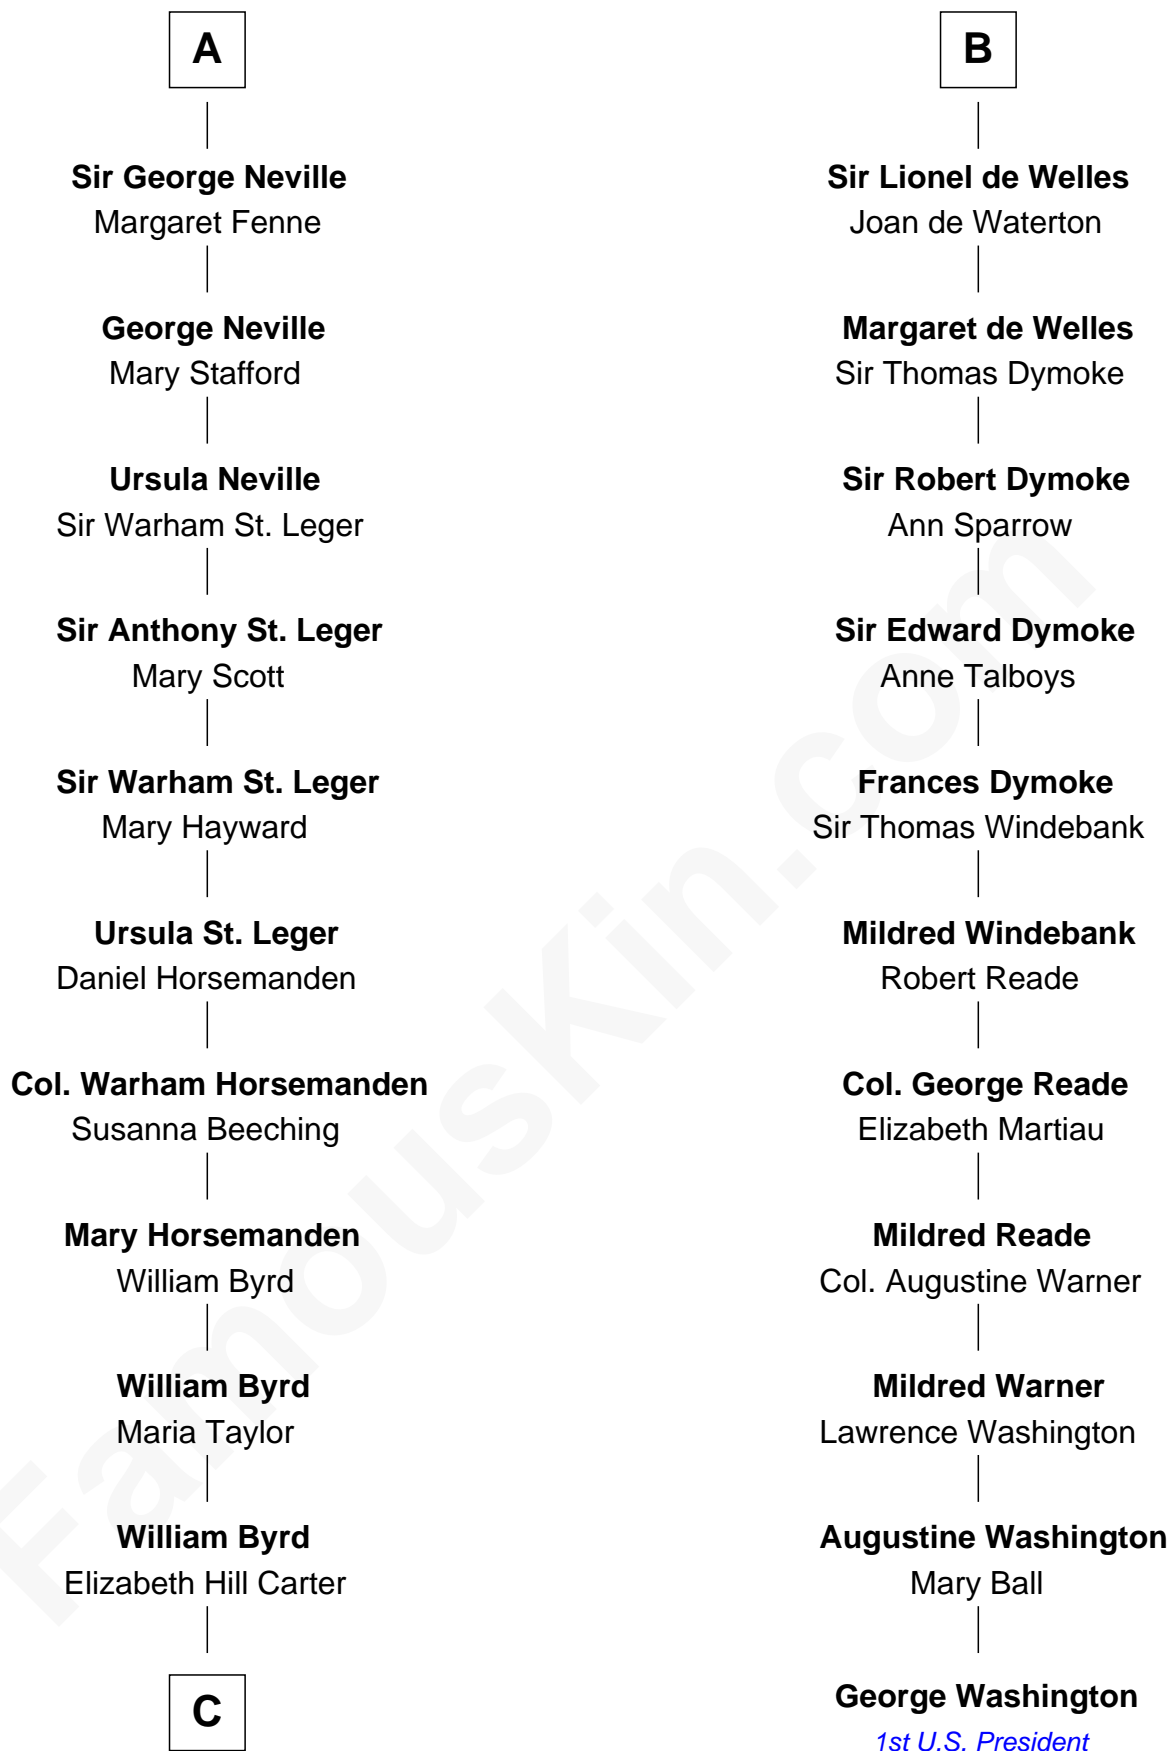 A
Sir George Neville
Margaret Fenne
George Neville
Mary Stafford
Ursula Neville
Sir Warham St. Leger
Sir Anthony St. Leger
Mary Scott
Sir Warham St. Leger
Mary Hayward
Ursula St. Leger
Daniel Horsemanden
Col. Warham Horsemanden
Susanna Beeching
Mary Horsemanden
William Byrd
William Byrd
Maria Taylor
William Byrd
Elizabeth Hill Carter
C
B
Sir Lionel de Welles
Joan de Waterton
Margaret de Welles
Sir Thomas Dymoke
Sir Robert Dymoke
Ann Sparrow
Sir Edward Dymoke
Anne Talboys
Frances Dymoke
Sir Thomas Windebank
Mildred Windebank
Robert Reade
Col. George Reade
Elizabeth Martiau
Mildred Reade
Col. Augustine Warner
Mildred Warner
Lawrence Washington
Augustine Washington
Mary Ball
George Washington
1st U.S. President
FamousKin.com